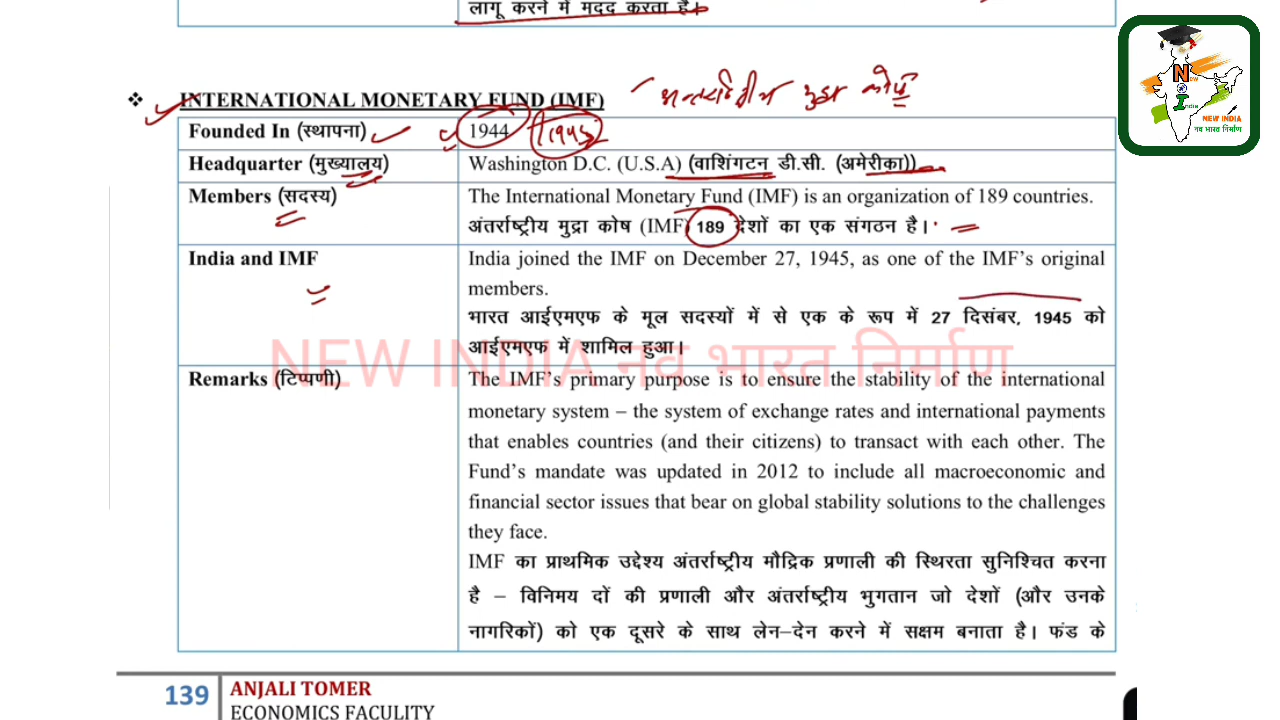 लागू करने में मदद करता है।
❖ INTERNATIONAL MONETARY FUND (IMF)
New
India
NEW INDIA
नव भारत निर्माण
Founded In (स्थापना) 1944 (1945)
Headquarter (मुख्यालय) Washington D.C. (U.S.A) (वाशिंगटन डी.सी. (अमेरीका))
Members (सदस्य) The International Monetary Fund (IMF) is an organization of 189 countries.
अंतर्राष्ट्रीय मुद्रा कोष (IMF) 189 देशों का एक संगठन है।
India and IMF India joined the IMF on December 27, 1945, as one of the IMF's original
members.
भारत आईएमएफ के मूल सदस्यों में से एक के रूप में 27 दिसंबर, 1945 को
आईएमएफ में शामिल हुआ।
NEW INDIA नव भारत निर्माण
Remarks (टिप्पणी) The IMF's primary purpose is to ensure the stability of the international
monetary system – the system of exchange rates and international payments
that enables countries (and their citizens) to transact with each other. The
Fund's mandate was updated in 2012 to include all macroeconomic and
financial sector issues that bear on global stability solutions to the challenges
they face.
IMF का प्राथमिक उद्देश्य अंतर्राष्ट्रीय मौद्रिक प्रणाली की स्थिरता सुनिश्चित करना
है – विनिमय दों की प्रणाली और अंतर्राष्ट्रीय भुगतान जो देशों (और उनके
नागरिकों) को एक दूसरे के साथ लेन–देन करने में सक्षम बनाता है। फंड के
139 ANJALI TOMER
ECONOMICS FACULITY